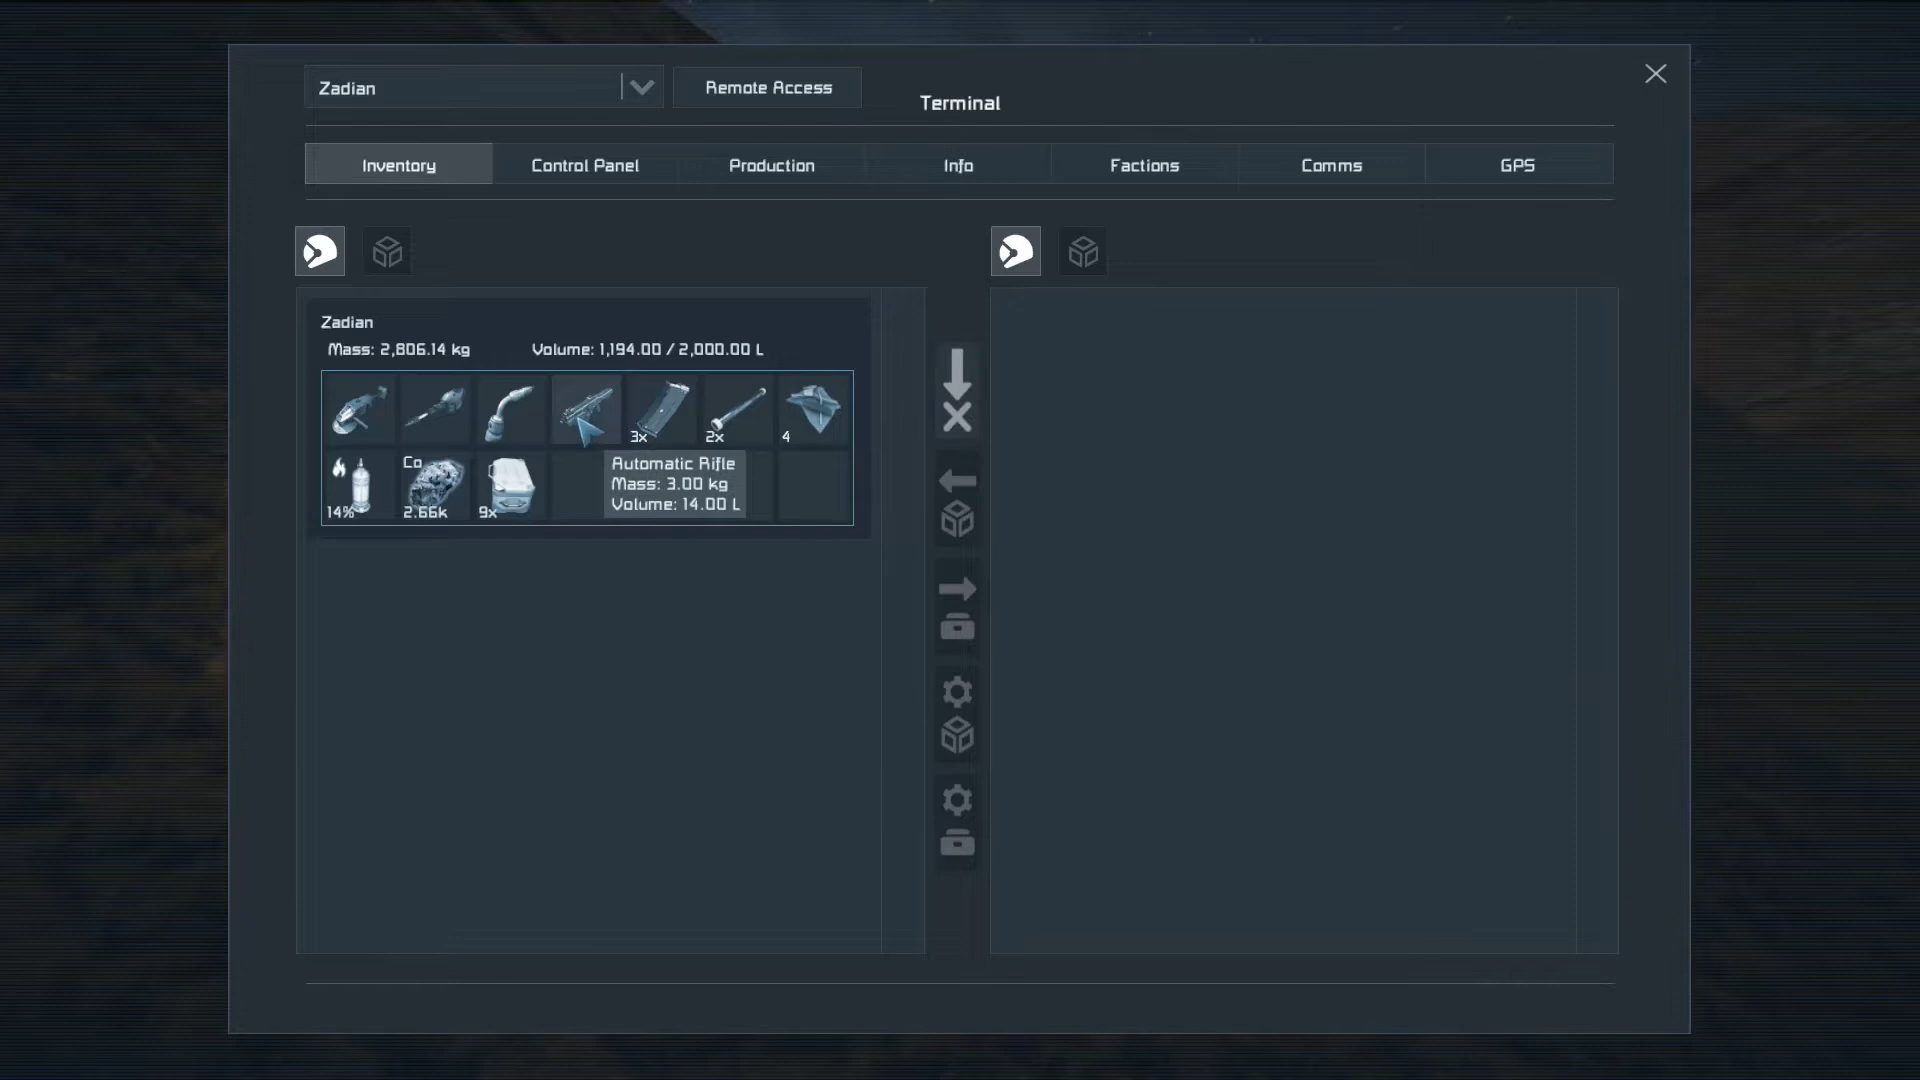 Zadian
Remote Access
Terminal
Inventory
Control Panel
Production
Info
Factions
Comms
GPS
Zadian
Mass: 2,806.14 kg
Volume: 1,194.00 / 2,000.00 L
3x
2x
4
Automatic Rifle
Mass: 3.00 kg
Volume: 14.00 L
14%
Co
2.66k
9x